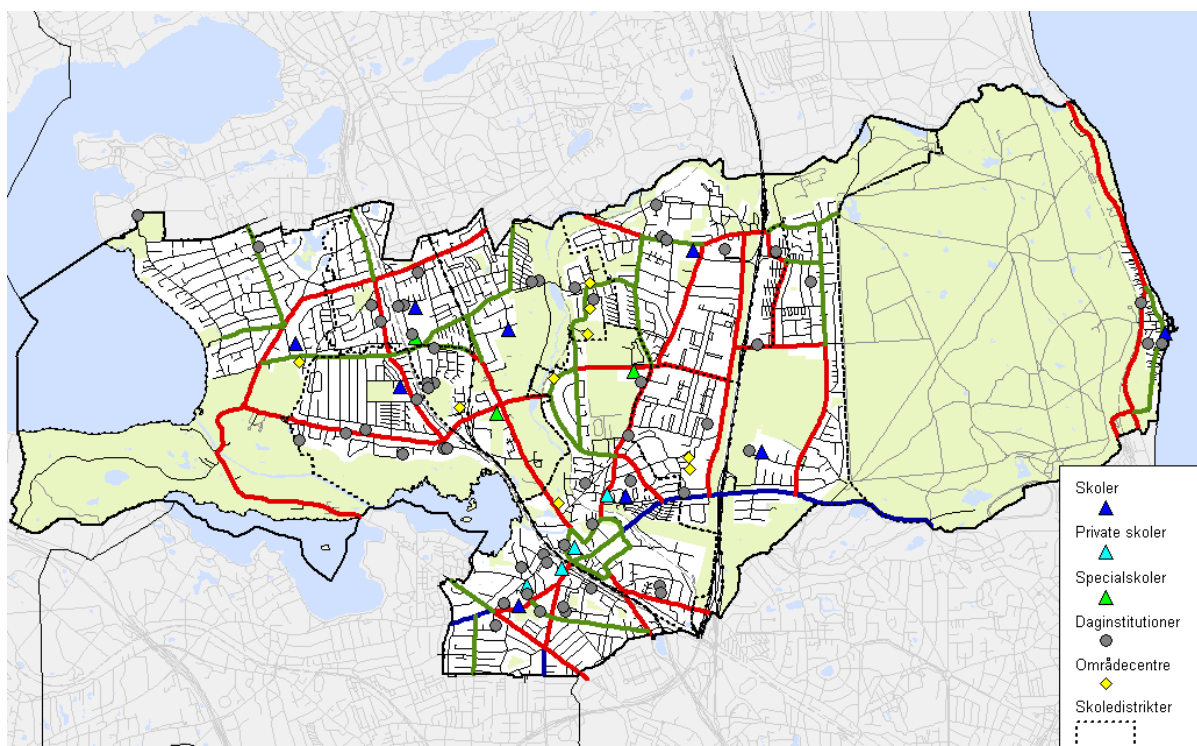 Skoler
Private skoler
Specialskoler
Daginstitutioner
Områdecentre
Skoledistrikter